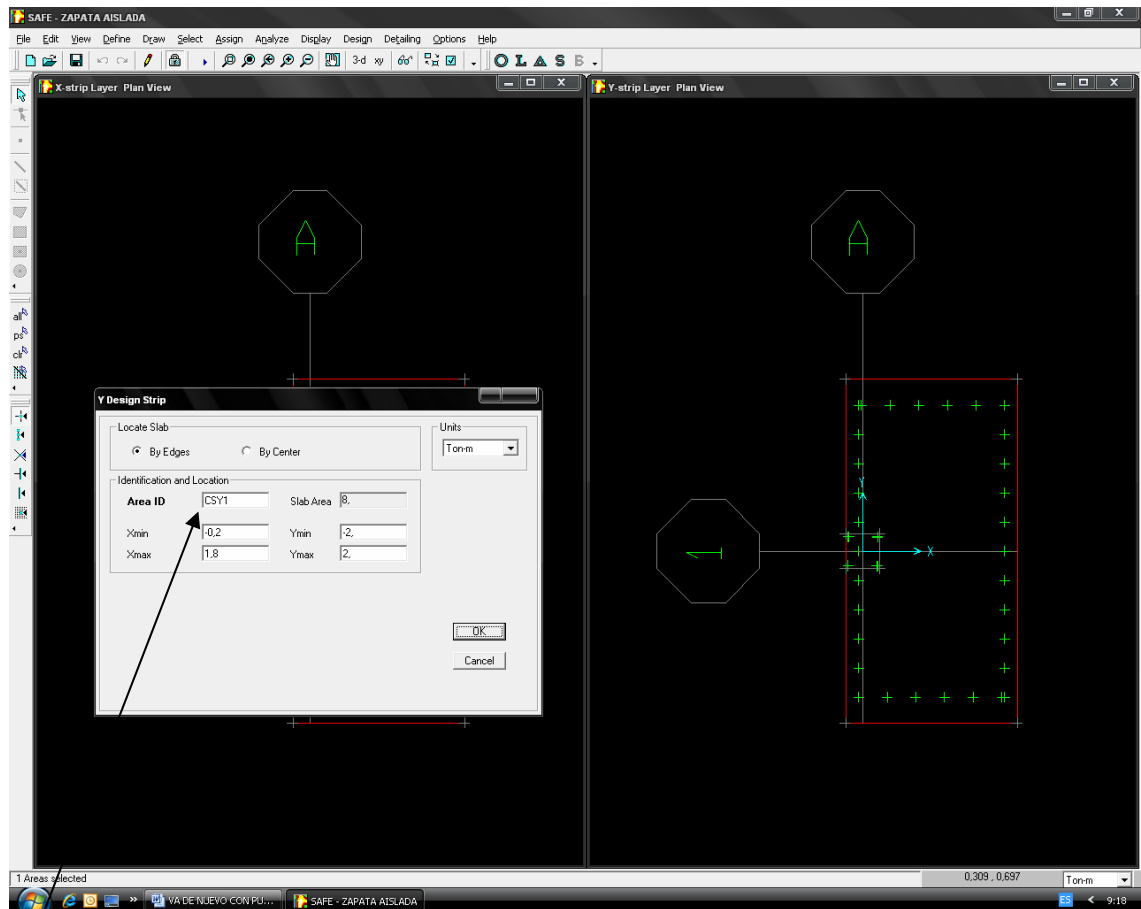 SAFE - ZAPATA AISLADA
File Edit View Define Draw Select Assign Analyze Display Design Detailing Options Help
3-d xy
O L A S B
all
ps
clr
X-strip Layer Plan View
Y-strip Layer Plan View
A
A
Y Design Strip
Locate Slab
By Edges By Center
Units
Ton-m
Identification and Location
Area ID CSY1 Slab Area 8,
Xmin -0,2 Ymin -2,
Xmax 1,8 Ymax 2,
OK
Cancel
Y
X
1
1 Areas selected
0,309 , 0,697
Ton-m
» VA DE NUEVO CON PU... SAFE - ZAPATA AISLADA
ES < 9:18